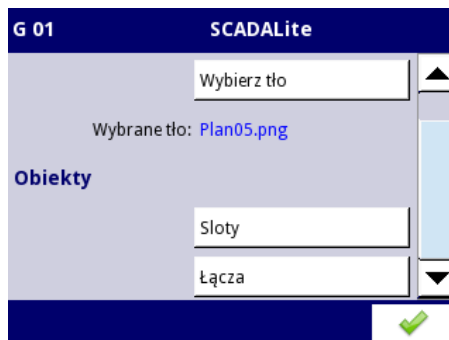 G 01 SCADALite
Wybierz tło
Wybrane tło: Plan05.png
Obiekty
Sloty
Łącza